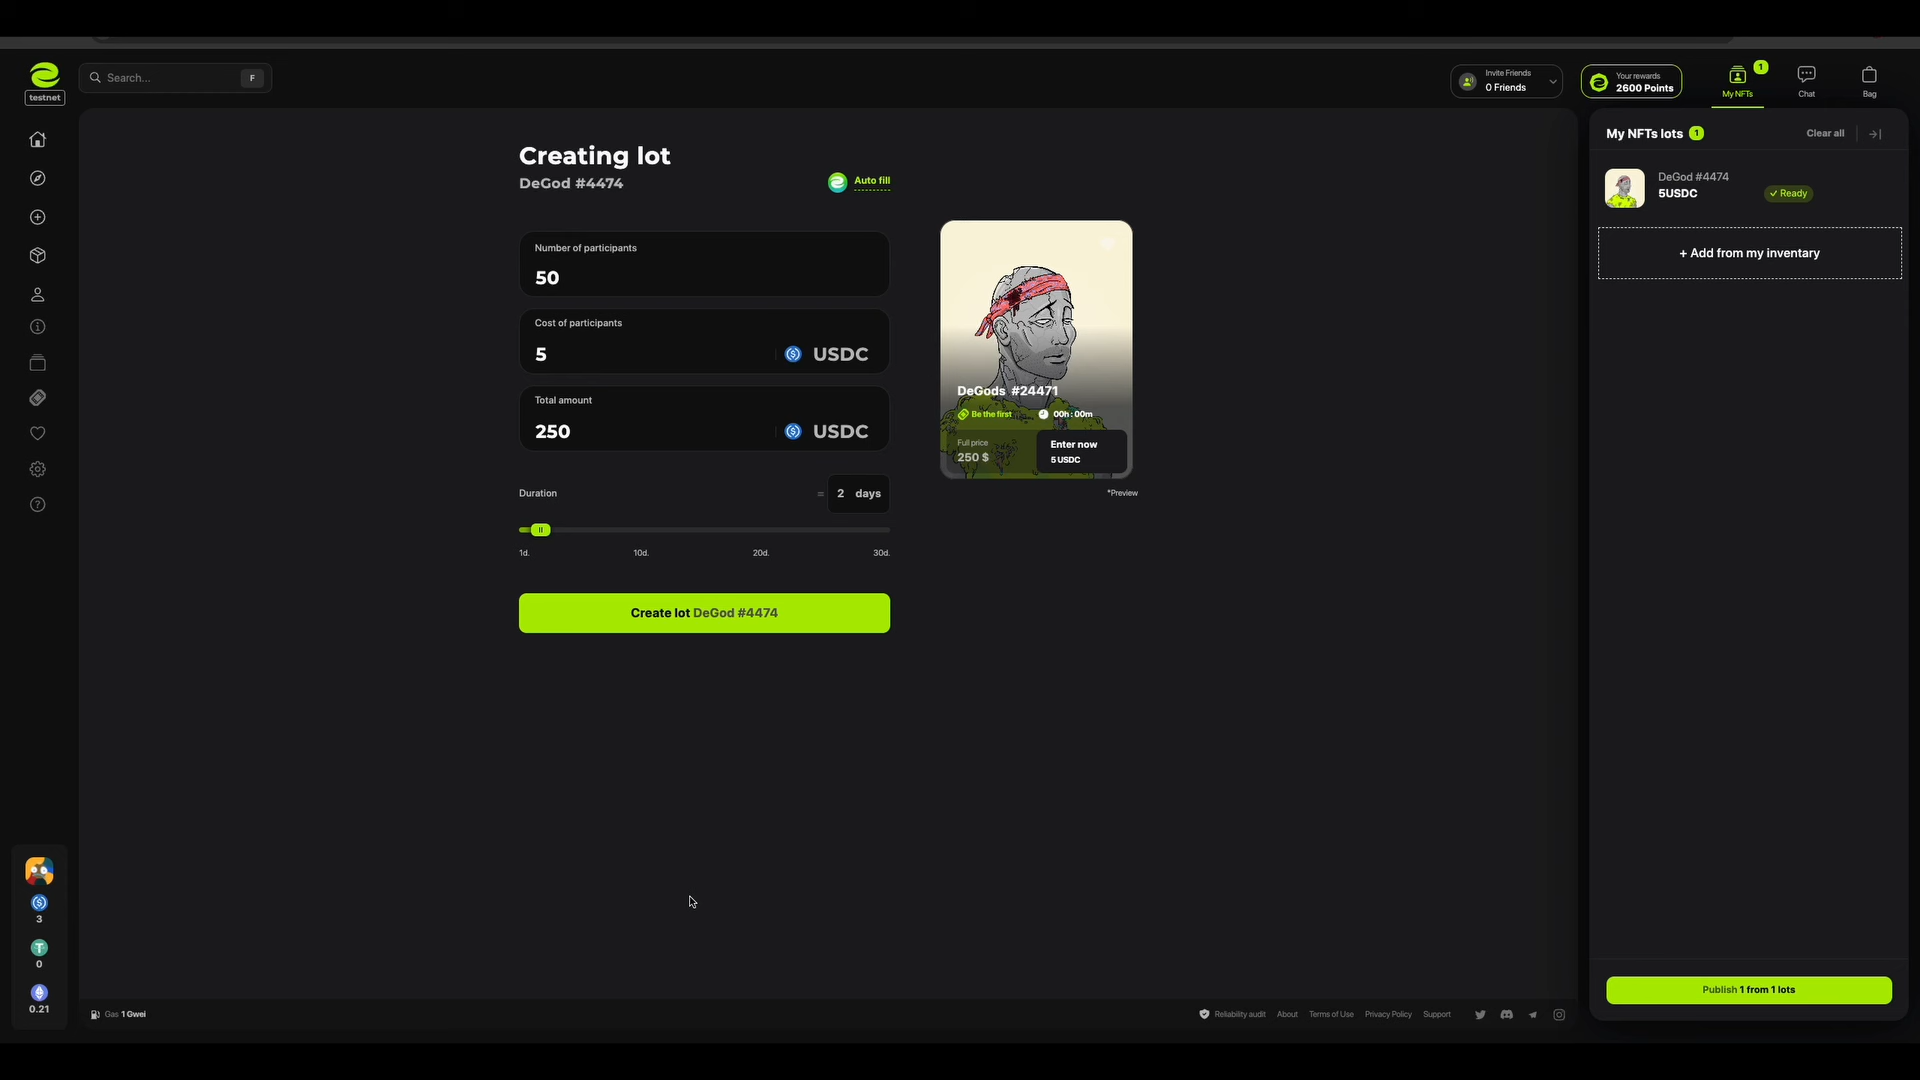 testnet
Search...
F
Invite Friends
0 Friends
Your rewards
2600 Points
1
My NFTs
Chat
Bag
Creating lot
DeGod #4474
Auto fill
Number of participants
50
Cost of participants
5
USDC
Total amount
250
USDC
Duration
= 2 days
1d. 10d. 20d. 30d.
Create lot DeGod #4474
DeGods #24471
Be the first
00h : 00m
Full price
250 $
Enter now
5 USDC
*Preview
My NFTs lots 1
Clear all
DeGod #4474
5USDC
Ready
+ Add from my inventory
Publish 1 from 1 lots
3
0
0.21
Gas 1 Gwei
Reliability audit
About
Terms of Use
Privacy Policy
Support